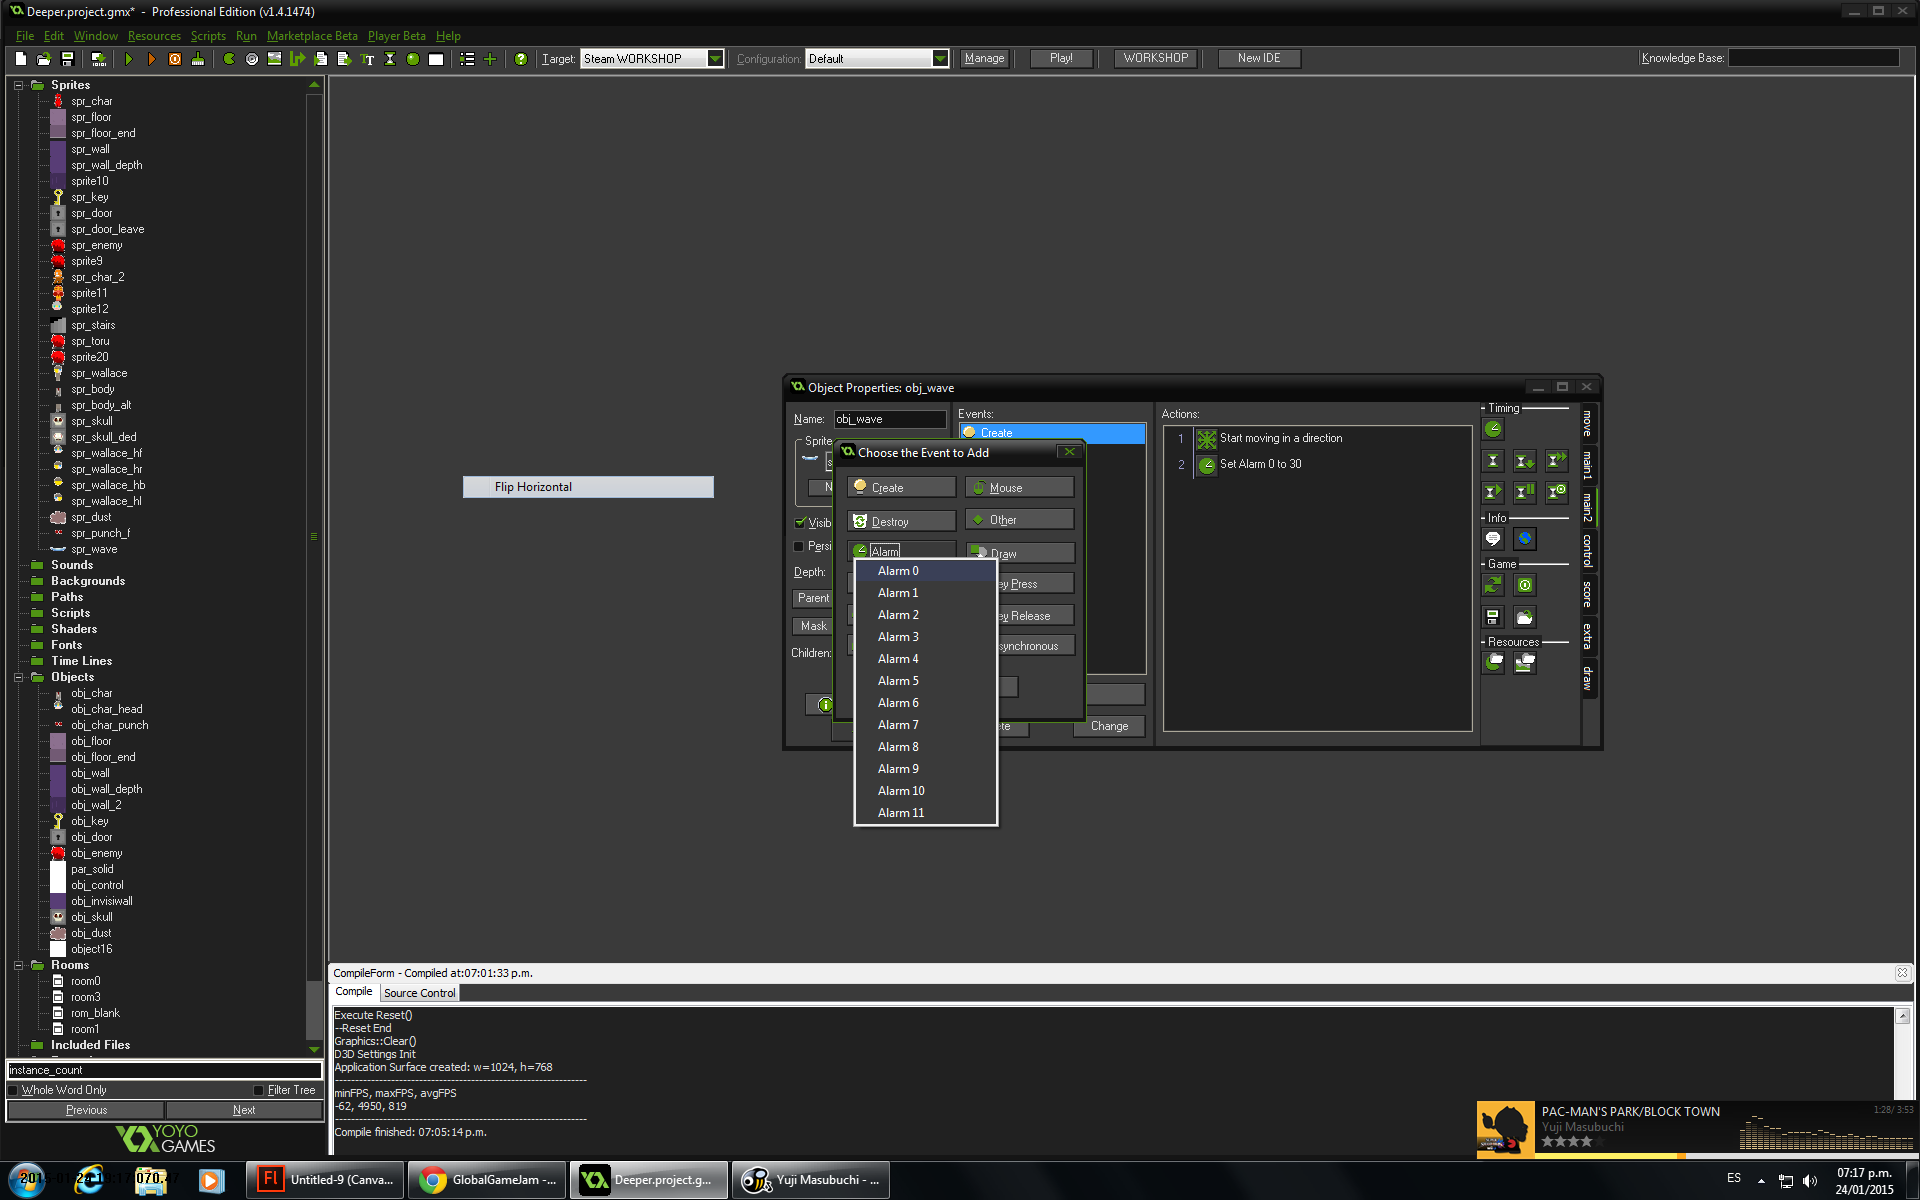 Deeper.project.gmx* - Professional Edition (v1.4.1474)
File Edit Window Resources Scripts Run Marketplace Beta Player Beta Help
Target: Steam WORKSHOP Configuration: Default Manage Play! WORKSHOP New IDE Knowledge Base:
Sprites
spr_char
spr_floor
spr_floor_end
spr_wall
spr_wall_depth
sprite10
spr_key
spr_door
spr_door_leave
spr_enemy
sprite9
spr_char_2
sprite11
sprite12
spr_stairs
spr_toru
sprite20
spr_wallace
spr_body
spr_body_alt
spr_skull
spr_skull_ded
spr_wallace_hf
spr_wallace_hr
spr_wallace_hb
spr_wallace_hl
spr_dust
spr_punch_f
spr_wave
Sounds
Backgrounds
Paths
Scripts
Shaders
Fonts
Time Lines
Objects
obj_char
obj_char_head
obj_char_punch
obj_floor
obj_floor_end
obj_wall
obj_wall_depth
obj_wall_2
obj_key
obj_door
obj_enemy
par_solid
obj_control
obj_invisiwall
obj_skull
obj_dust
object16
Rooms
room0
room3
rom_blank
room1
Included Files
instance_count
Whole Word Only Filter Tree
Previous Next
YOYO
GAMES
Flip Horizontal
Object Properties: obj_wave
Name: obj_wave
Sprite
Visib
Persi
Depth:
Parent
Mask
Children:
Events:
Create
Change
Choose the Event to Add
Create Mouse
Destroy Other
Alarm Draw
ey Press
ey Release
synchronous
Alarm 0
Alarm 1
Alarm 2
Alarm 3
Alarm 4
Alarm 5
Alarm 6
Alarm 7
Alarm 8
Alarm 9
Alarm 10
Alarm 11
Actions:
1 Start moving in a direction
2 Set Alarm 0 to 30
Timing
Info
Game
Resources
move
main1
main2
control
score
extra
draw
CompileForm - Compiled at:07:01:33 p.m.
Compile Source Control
Execute Reset()
--Reset End
Graphics::Clear()
D3D Settings Init
Application Surface created: w=1024, h=768
minFPS, maxFPS, avgFPS
-62, 4950, 819
Compile finished: 07:05:14 p.m.
PAC-MAN'S PARK/BLOCK TOWN 1:28/ 3:53
Yuji Masubuchi
Untitled-9 (Canva...
GlobalGameJam -...
Deeper.project.g...
Yuji Masubuchi - ...
ES
07:17 p.m.
24/01/2015